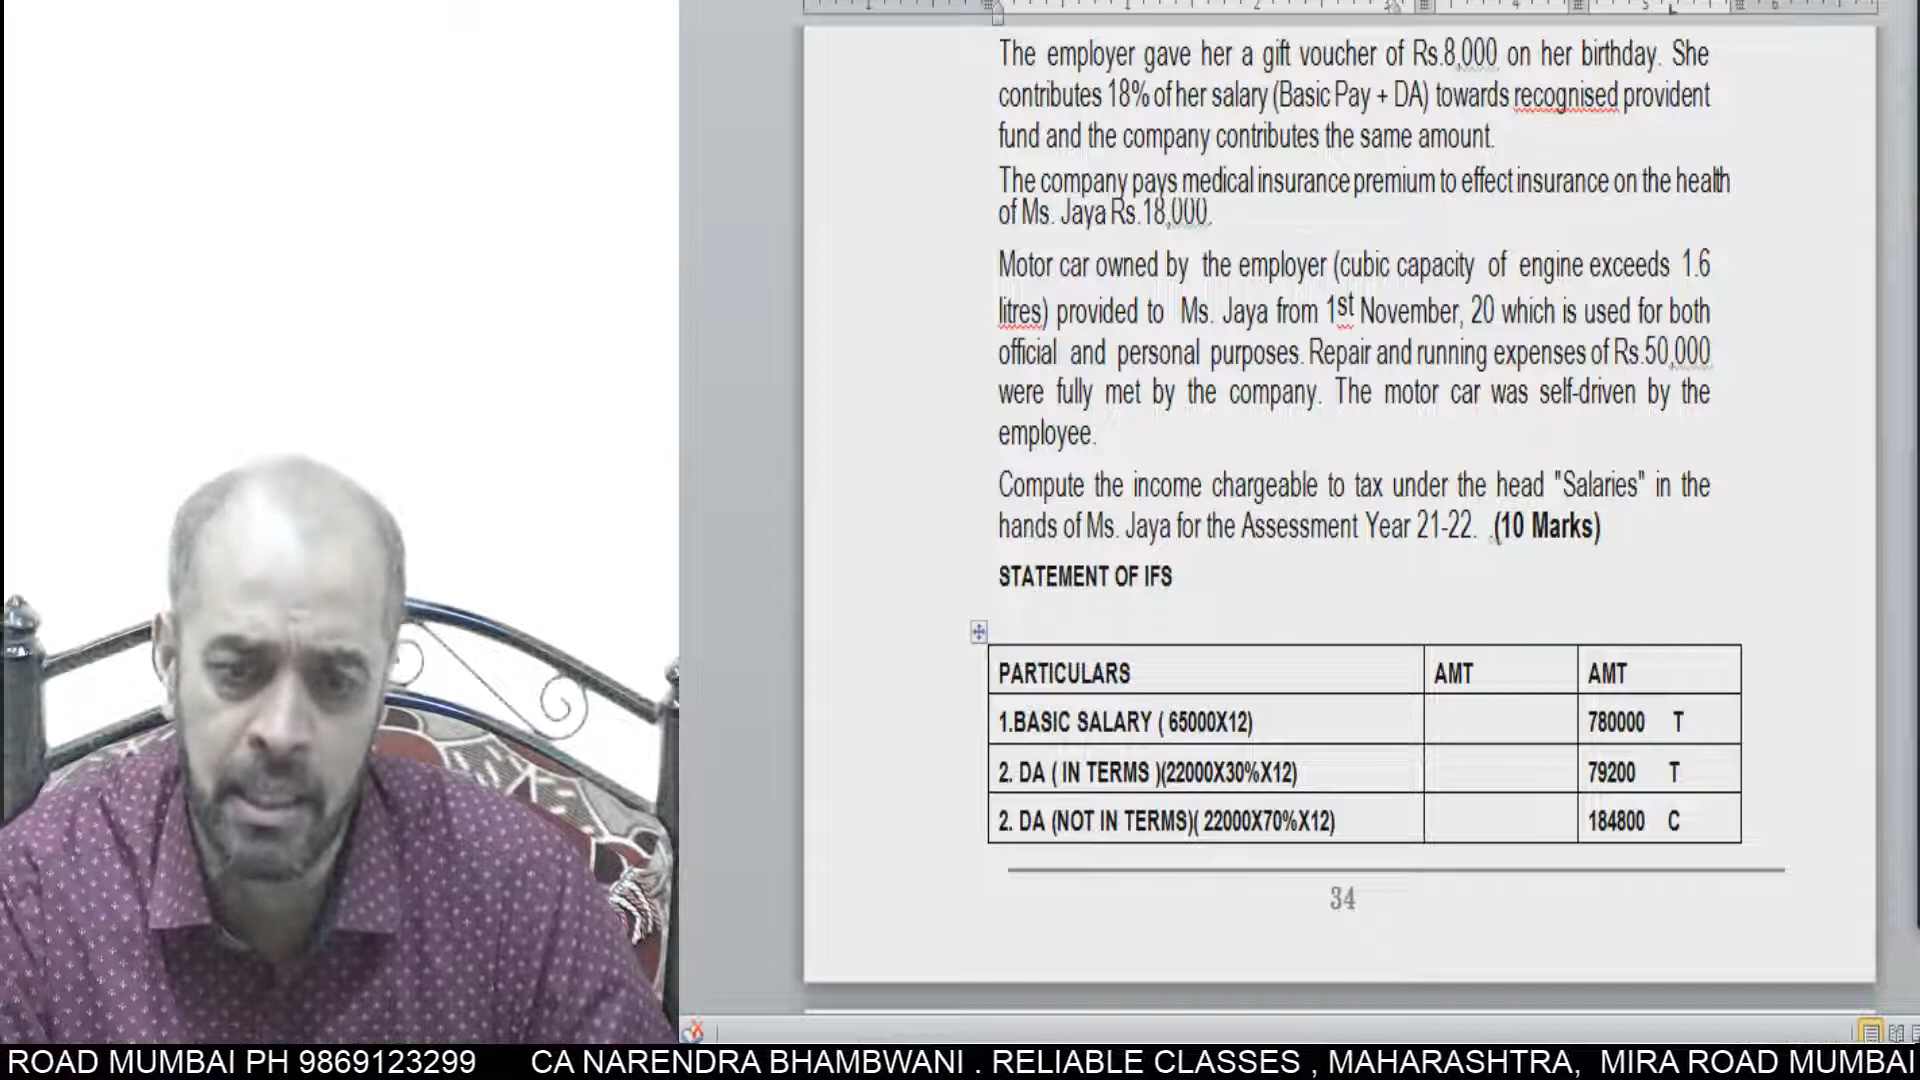 The employer gave her a gift voucher of Rs.8,000 on her birthday. She
contributes 18% of her salary (Basic Pay + DA) towards recognised provident
fund and the company contributes the same amount.
The company pays medical insurance premium to effect insurance on the health
of Ms. Jaya Rs.18,000.
Motor car owned by the employer (cubic capacity of engine exceeds 1.6
litres) provided to Ms. Jaya from 1st November, 20 which is used for both
official and personal purposes. Repair and running expenses of Rs.50,000
were fully met by the company. The motor car was self-driven by the
employee.
Compute the income chargeable to tax under the head "Salaries" in the
hands of Ms. Jaya for the Assessment Year 21-22. .(10 Marks)
STATEMENT OF IFS
PARTICULARS AMT AMT
1.BASIC SALARY ( 65000X12) 780000 T
2. DA ( IN TERMS )(22000X30%X12) 79200 T
2. DA (NOT IN TERMS)( 22000X70%X12) 184800 C
34
ROAD MUMBAI PH 9869123299 CA NARENDRA BHAMBWANI . RELIABLE CLASSES , MAHARASHTRA, MIRA ROAD MUMBAI